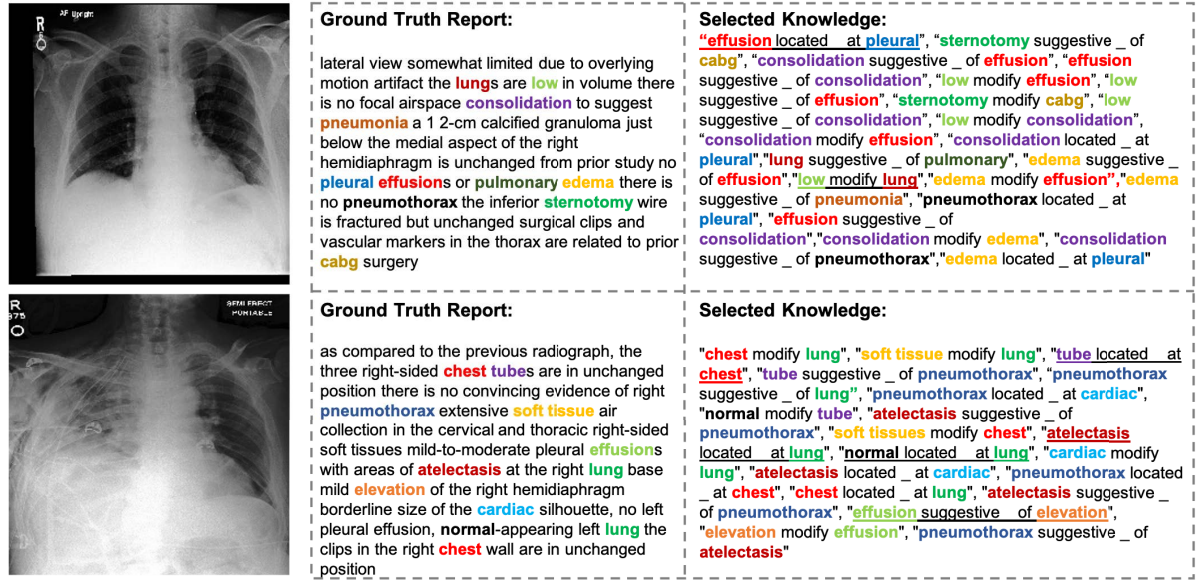 R
AP Upright
Ground Truth Report:
lateral view somewhat limited due to overlying
motion artifact the lungs are low in volume there
is no focal airspace consolidation to suggest
pneumonia a 1 2-cm calcified granuloma just
below the medial aspect of the right
hemidiaphragm is unchanged from prior study no
pleural effusions or pulmonary edema there is
no pneumothorax the inferior sternotomy wire
is fractured but unchanged surgical clips and
vascular markers in the thorax are related to prior
cabg surgery
Selected Knowledge:
“effusion located _ at pleural”, “sternotomy suggestive _ of
cabg”, “consolidation suggestive _ of effusion”, “effusion
suggestive _ of consolidation”, “low modify effusion”, “low
suggestive _ of effusion”, “sternotomy modify cabg”, “low
suggestive _ of consolidation”, “low modify consolidation”,
“consolidation modify effusion”, “consolidation located _ at
pleural”,"lung suggestive _ of pulmonary", "edema suggestive _
of effusion","low modify lung","edema modify effusion”,"edema
suggestive _ of pneumonia", "pneumothorax located _ at
pleural", "effusion suggestive _ of
consolidation","consolidation modify edema", "consolidation
suggestive _ of pneumothorax","edema located _ at pleural"
R
375
SEMI ERECT
PORTABLE
Ground Truth Report:
as compared to the previous radiograph, the
three right-sided chest tubes are in unchanged
position there is no convincing evidence of right
pneumothorax extensive soft tissue air
collection in the cervical and thoracic right-sided
soft tissues mild-to-moderate pleural effusions
with areas of atelectasis at the right lung base
mild elevation of the right hemidiaphragm
borderline size of the cardiac silhouette, no left
pleural effusion, normal-appearing left lung the
clips in the right chest wall are in unchanged
position
Selected Knowledge:
"chest modify lung", "soft tissue modify lung", "tube located _ at
chest", "tube suggestive _ of pneumothorax", "pneumothorax
suggestive _ of lung”, "pneumothorax located _ at cardiac",
"normal modify tube", "atelectasis suggestive _ of
pneumothorax", "soft tissues modify chest", "atelectasis
located _ at lung", "normal located _ at lung", "cardiac modify
lung", "atelectasis located _ at cardiac", "pneumothorax located
_ at chest", "chest located _ at lung", "atelectasis suggestive _
of pneumothorax", "effusion suggestive _ of elevation",
"elevation modify effusion", "pneumothorax suggestive _ of
atelectasis"